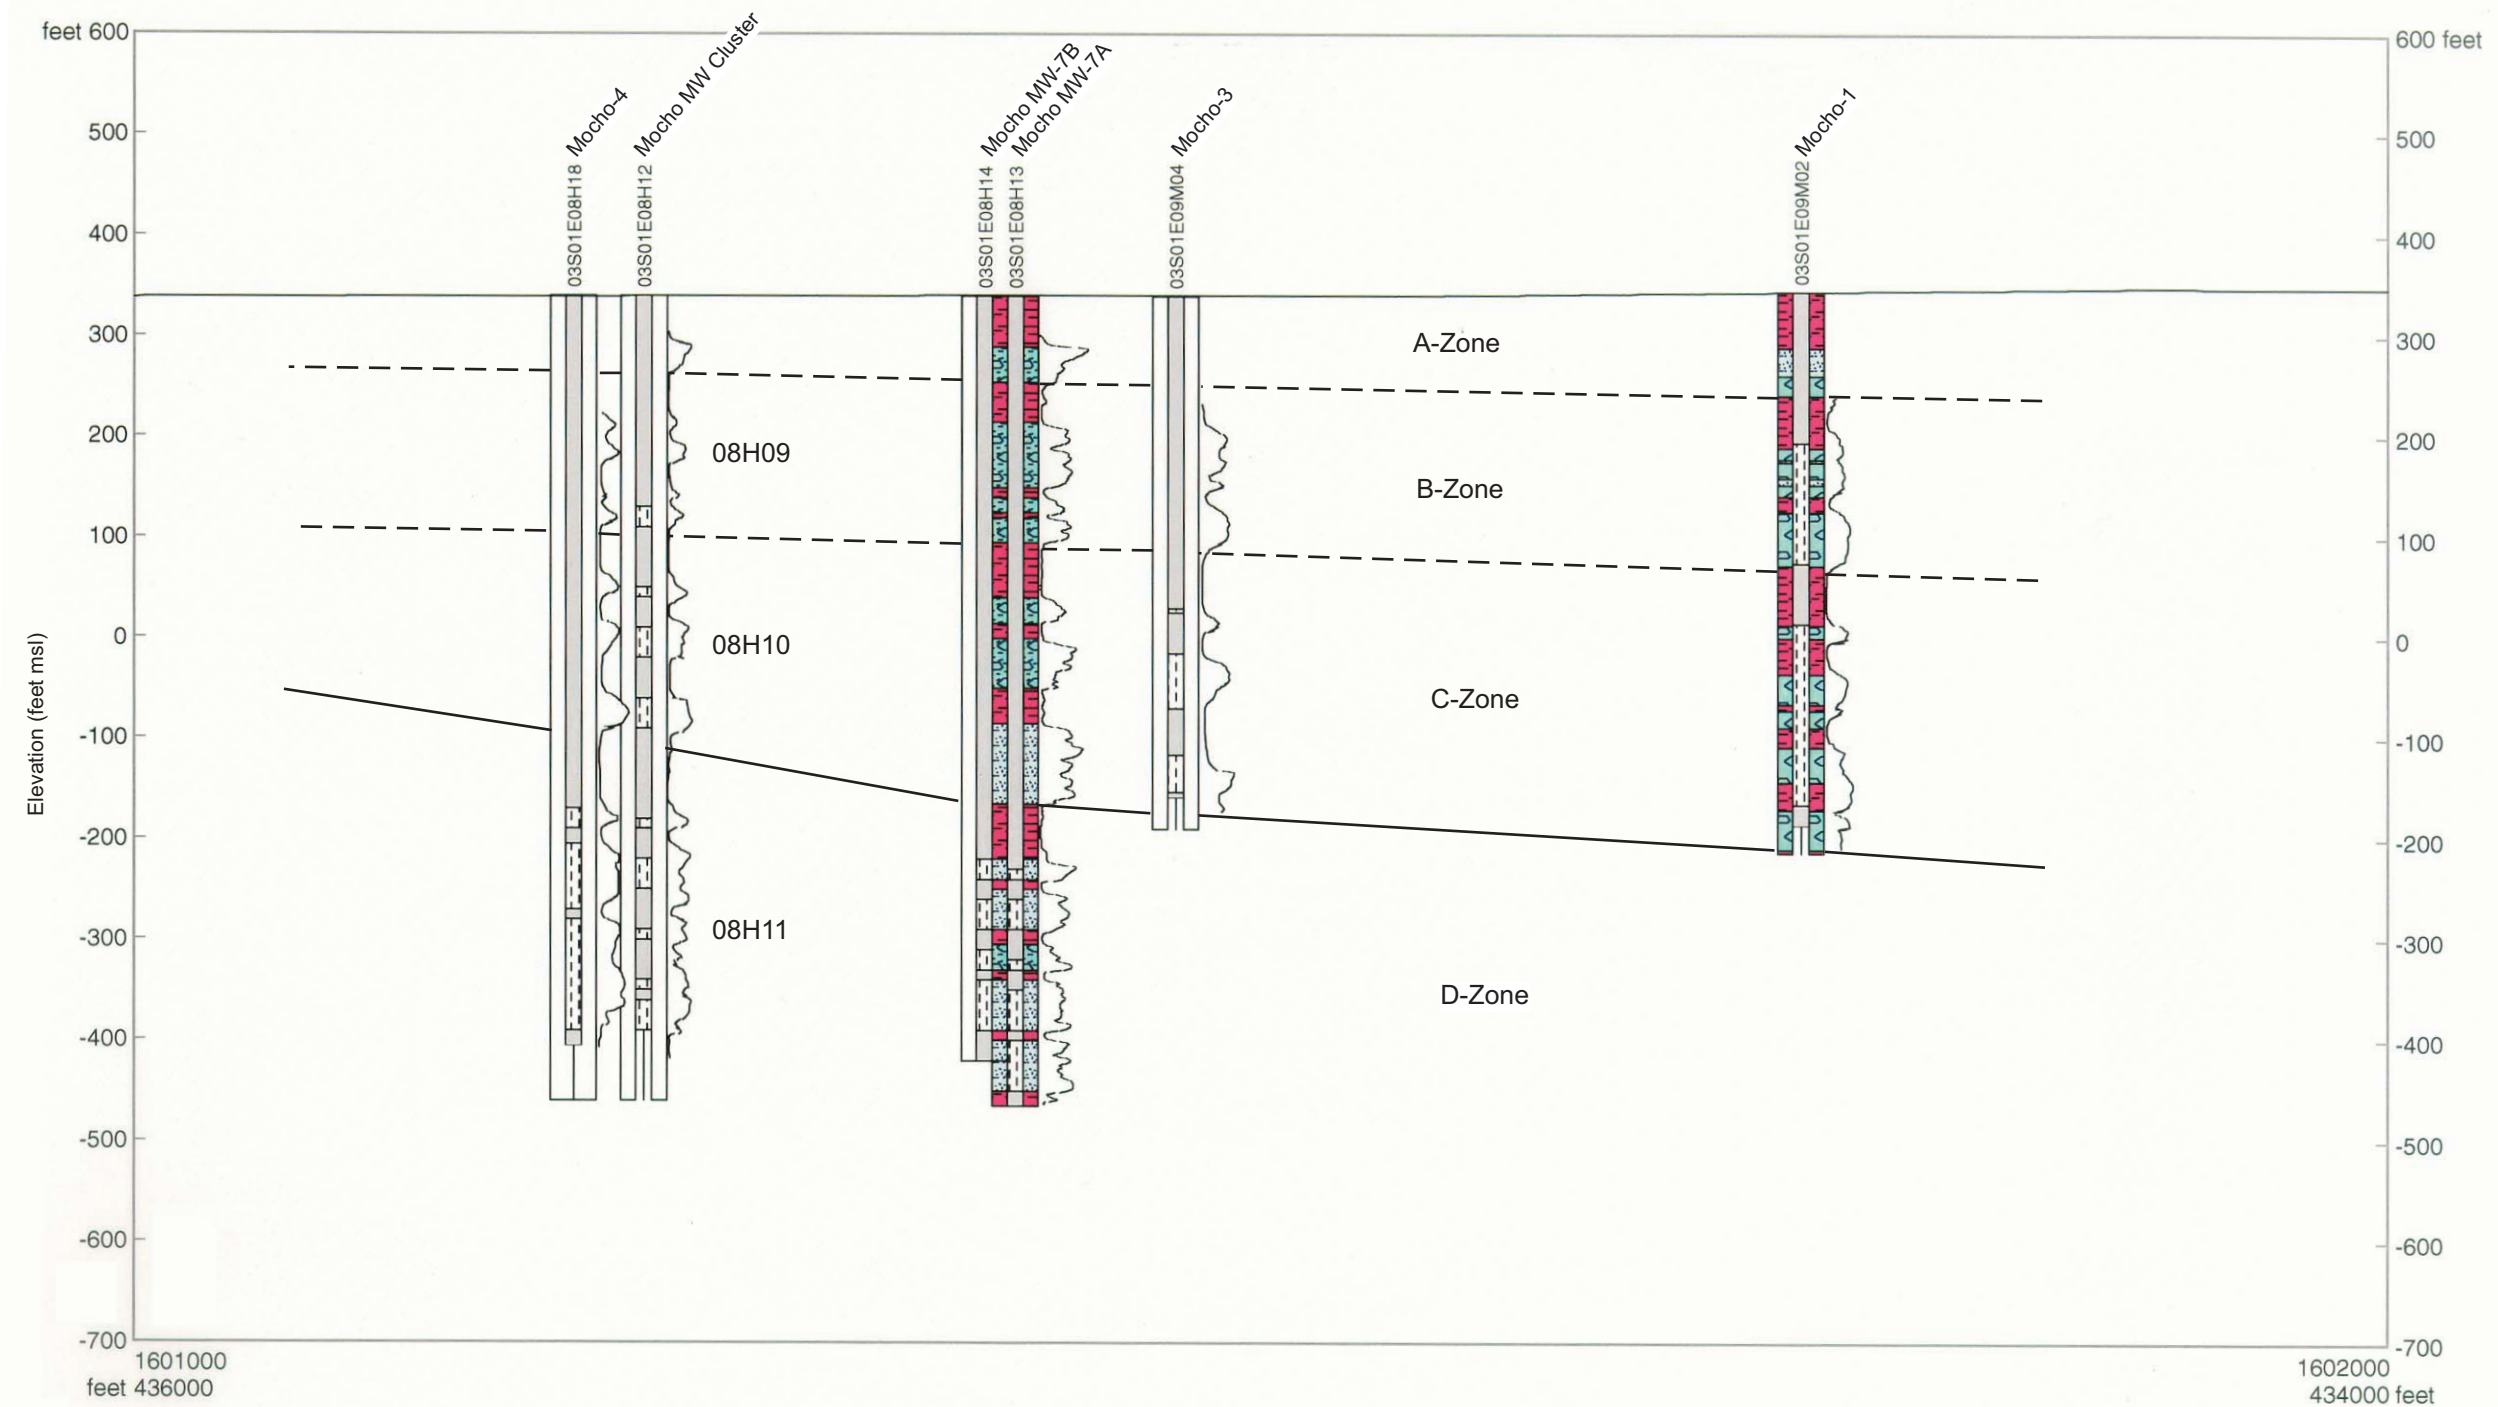 feet 600
600 feet
Mocho-4
Mocho MW Cluster
Mocho MW-7B
Mocho MW-7A
Mocho-3
Mocho-1
03S01E08H18
03S01E08H12
03S01E08H14
03S01E08H13
03S01E09M04
03S01E09M02
500
500
400
400
300
300
A-Zone
200
200
08H09
B-Zone
100
100
0
0
08H10
C-Zone
Elevation (feet msl)
-100
-100
-200
-200
08H11
-300
-300
D-Zone
-400
-400
-500
-500
-600
-600
-700
-700
1601000
feet 436000
1602000
434000 feet